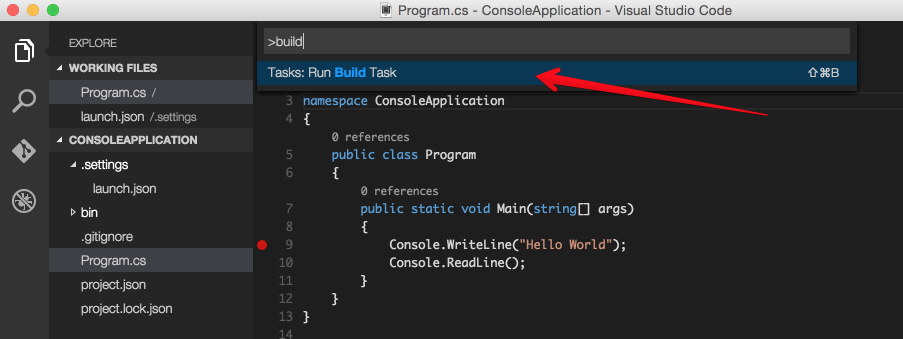 Program.cs - ConsoleApplication - Visual Studio Code
EXPLORE
WORKING FILES
Program.cs /
launch.json /.settings
CONSOLEAPPLICATION
.settings
launch.json
bin
.gitignore
Program.cs
project.json
project.lock.json
>build
Tasks: Run Build Task ⇧⌘B
3 namespace ConsoleApplication
4 {
0 references
5 public class Program
6 {
0 references
7 public static void Main(string[] args)
8 {
9 Console.WriteLine("Hello World");
10 Console.ReadLine();
11 }
12 }
13 }
14